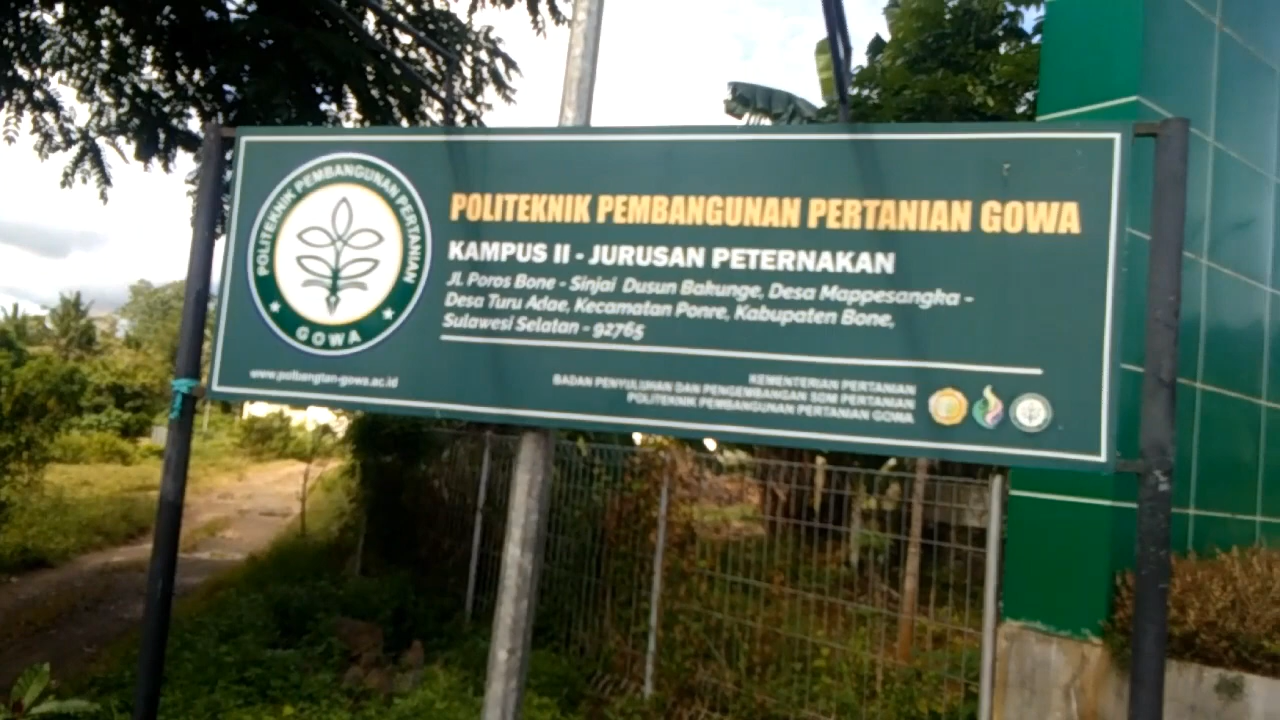 POLITEKNIK PEMBANGUNAN PERTANIAN
GOWA
www.polbangtan-gowa.ac.id
POLITEKNIK PEMBANGUNAN PERTANIAN GOWA
KAMPUS II - JURUSAN PETERNAKAN
Jl. Poros Bone - Sinjai Dusun Bakunge, Desa Mappesangka -
Desa Turu Adae, Kecamatan Ponre, Kabupaten Bone,
Sulawesi Selatan - 92765
KEMENTERIAN PERTANIAN
BADAN PENYULUHAN DAN PENGEMBANGAN SDM PERTANIAN
POLITEKNIK PEMBANGUNAN PERTANIAN GOWA